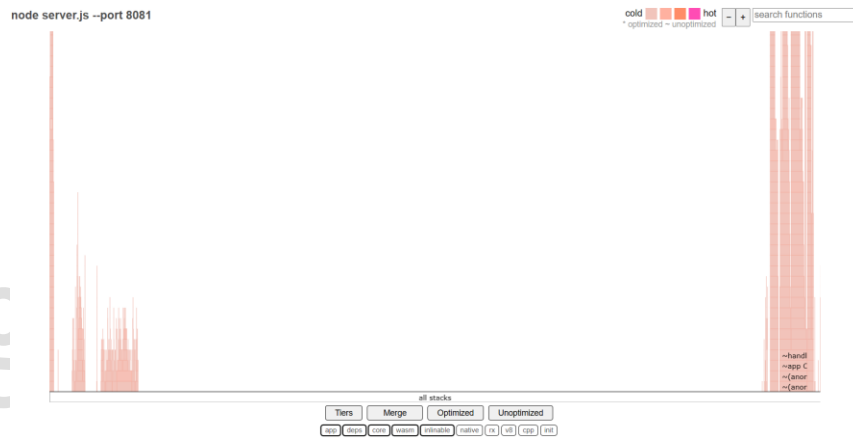 node server.js --port 8081
cold hot
* optimized ~ unoptimized
− +
search functions
~handl
~app C
~(anor
~(anor
all stacks
Tiers Merge Optimized Unoptimized
app deps core wasm inlinable native rx v8 cpp init